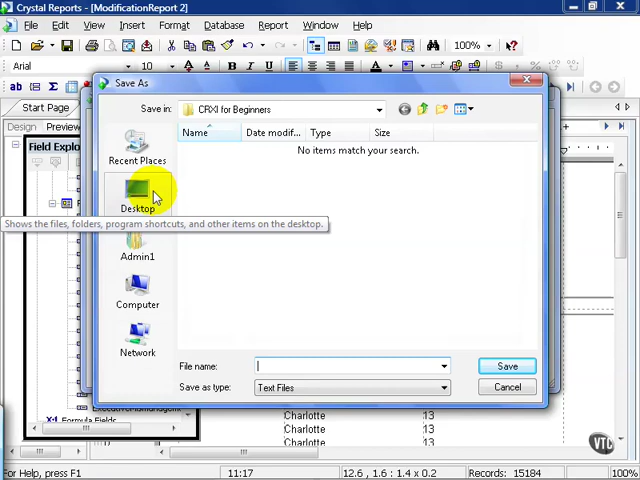 Crystal Reports - [ModificationReport 2]
File Edit View Insert Format Database Report Window Help
100%
Arial 10
Start Page
Design Preview
Save As
Save in: CRXI for Beginners
Name Date modif... Type Size
No items match your search.
Recent Places
Desktop
Shows the files, folders, program shortcuts, and other items on the desktop.
Admin1
Computer
Network
File name: Save
Save as type: Text Files Cancel
Field Explo
Formula Fields
Charlotte 13
Charlotte 13
Charlotte 13
VTC
For Help, press F1 11:17 12.6 , 1.6 : 1.4 x 0.2 Records: 15184 100%